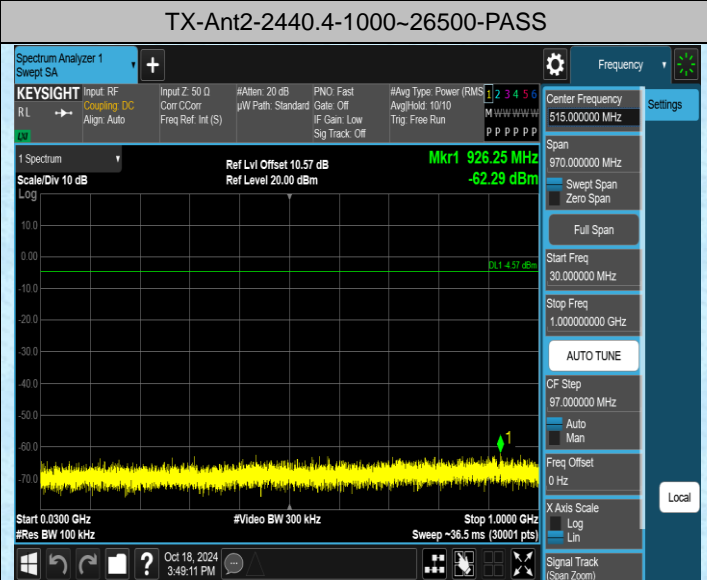 TX-Ant2-2440.4-1000~26500-PASS
Spectrum Analyzer 1
Swept SA
Frequency
KEYSIGHT
RL
LXI
Input: RF
Coupling: DC
Align: Auto
Input Z: 50 Ω
Corr CCorr
Freq Ref: Int (S)
#Atten: 20 dB
µW Path: Standard
PNO: Fast
Gate: Off
IF Gain: Low
Sig Track: Off
#Avg Type: Power (RMS
Avg|Hold: 10/10
Trig: Free Run
1 2 3 4 5 6
M W W W W W
P P P P P P
Center Frequency
515.000000 MHz
Settings
Span
970.000000 MHz
Swept Span
Zero Span
Full Span
Start Freq
30.000000 MHz
Stop Freq
1.000000000 GHz
AUTO TUNE
CF Step
97.000000 MHz
Auto
Man
Freq Offset
0 Hz
X Axis Scale
Log
Lin
Signal Track
(Span Zoom)
Local
1 Spectrum
Scale/Div 10 dB
Log
Ref Lvl Offset 10.57 dB
Ref Level 20.00 dBm
Mkr1 926.25 MHz
-62.29 dBm
10.0
0.00
DL1 -4.57 dBm
-10.0
-20.0
-30.0
-40.0
-50.0
1
-60.0
-70.0
Start 0.0300 GHz
#Video BW 300 kHz
Stop 1.0000 GHz
#Res BW 100 kHz
Sweep ~36.5 ms (30001 pts)
?
Oct 18, 2024
3:49:11 PM